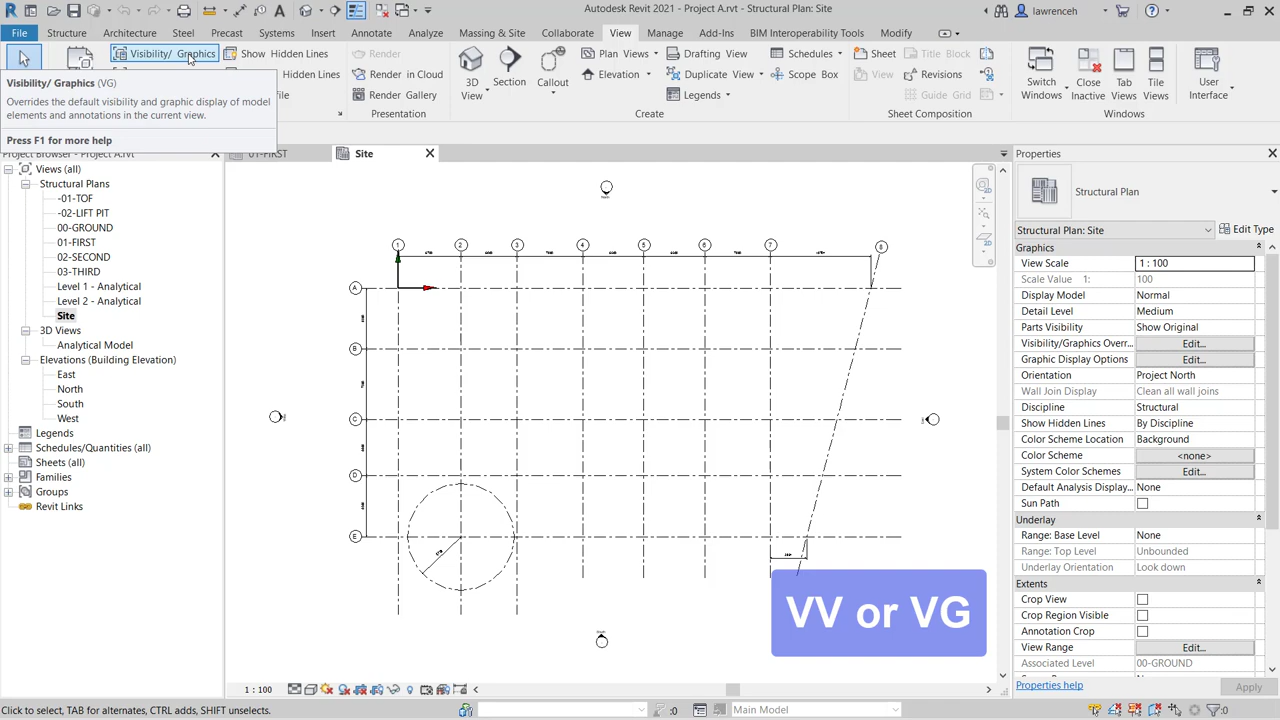 Autodesk Revit 2021 - Project A.rvt - Structural Plan: Site
lawrenceh
File
Structure
Architecture
Steel
Precast
Systems
Insert
Annotate
Analyze
Massing & Site
Collaborate
View
Manage
Add-Ins
BIM Interoperability Tools
Modify
Visibility/ Graphics
Show Hidden Lines
Hidden Lines
Render
Render in Cloud
Render Gallery
Presentation
3D View
Section
Callout
Plan Views
Elevation
Drafting View
Duplicate View
Legends
Schedules
Scope Box
Create
Sheet
Title Block
View
Revisions
Guide Grid
Sheet Composition
Switch Windows
Close Inactive
Tab Views
Tile Views
User Interface
Windows
Visibility/ Graphics (VG)
Overrides the default visibility and graphic display of model
elements and annotations in the current view.
Press F1 for more help
Project Browser - Project A.rvt
Views (all)
Structural Plans
-01-TOF
-02-LIFT PIT
00-GROUND
01-FIRST
02-SECOND
03-THIRD
Level 1 - Analytical
Level 2 - Analytical
Site
3D Views
Analytical Model
Elevations (Building Elevation)
East
North
South
West
Legends
Schedules/Quantities (all)
Sheets (all)
Families
Groups
Revit Links
01-FIRST
Site
1 2 3 4 5 6 7 8
A
B
C
D
E
VV or VG
Properties
Structural Plan
Structural Plan: Site
Edit Type
Graphics
View Scale 1 : 100
Scale Value 1: 100
Display Model Normal
Detail Level Medium
Parts Visibility Show Original
Visibility/Graphics Overr... Edit...
Graphic Display Options Edit...
Orientation Project North
Wall Join Display Clean all wall joins
Discipline Structural
Show Hidden Lines By Discipline
Color Scheme Location Background
Color Scheme <none>
System Color Schemes Edit...
Default Analysis Display... None
Sun Path
Underlay
Range: Base Level None
Range: Top Level Unbounded
Underlay Orientation Look down
Extents
Crop View
Crop Region Visible
Annotation Crop
View Range Edit...
Associated Level 00-GROUND
Properties help
Apply
1 : 100
Click to select, TAB for alternates, CTRL adds, SHIFT unselects.
:0
Main Model
:0